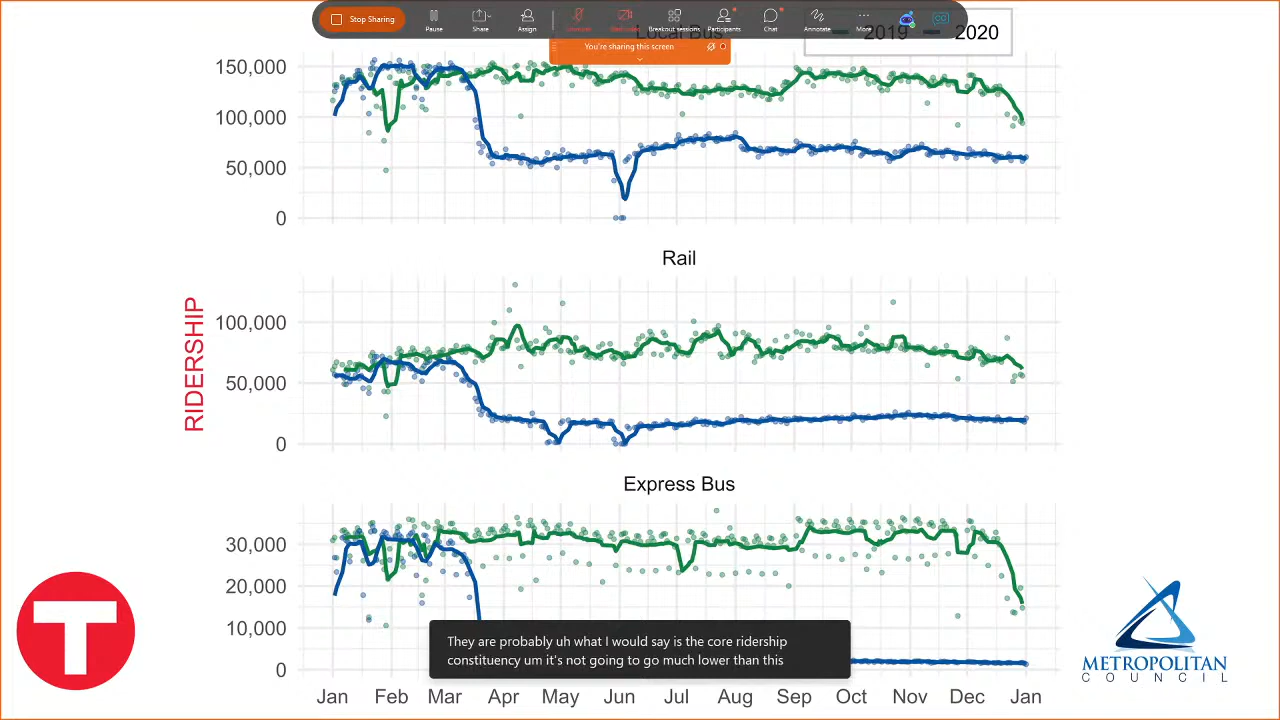 Stop Sharing
Pause
Share
Assign
Breakout sessions
Participants
Chat
Annotate
More
CC
You're sharing this screen
Local Bus
2019
2020
150,000
100,000
50,000
0
Rail
RIDERSHIP
100,000
50,000
0
Express Bus
30,000
20,000
10,000
0
They are probably uh what I would say is the core ridership
constituency um it's not going to go much lower than this
Jan Feb Mar Apr May Jun Jul Aug Sep Oct Nov Dec Jan
T
METROPOLITAN
COUNCIL